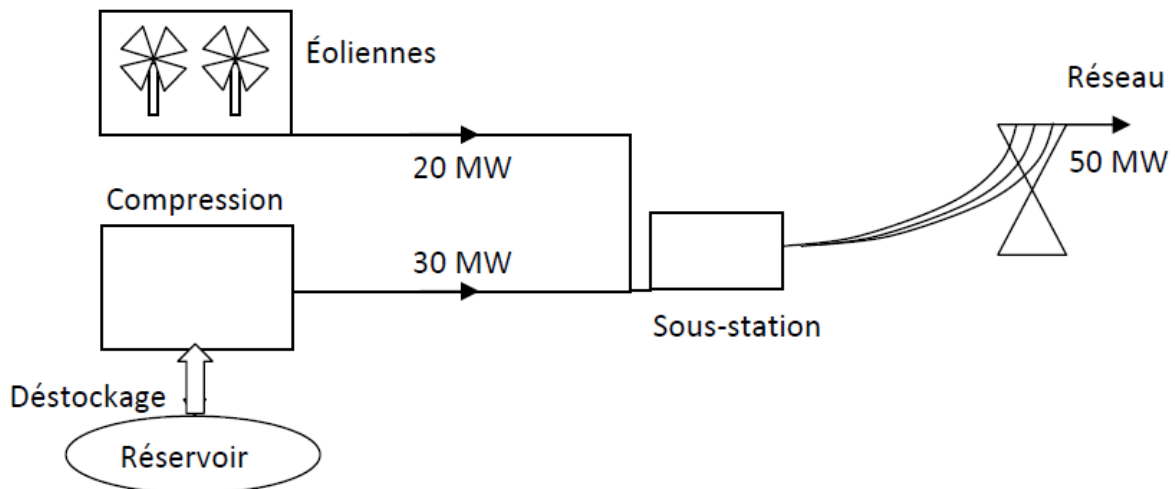 Éoliennes
Réseau
20 MW
50 MW
Compression
30 MW
Sous-station
Déstockage
Réservoir